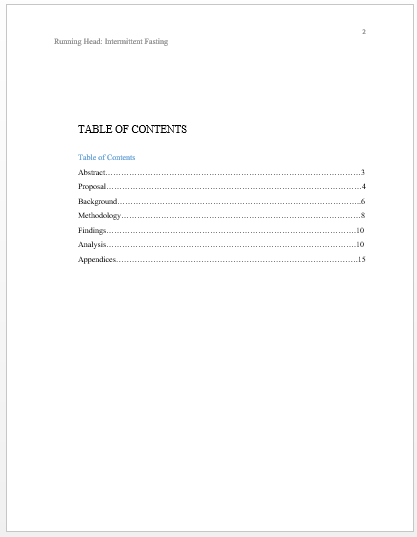 2
Running Head: Intermittent Fasting
TABLE OF CONTENTS
Table of Contents
Abstract.......................................................................................3
Proposal.......................................................................................4
Background...................................................................................6
Methodology..................................................................................8
Findings.......................................................................................10
Analysis.......................................................................................10
Appendices...................................................................................15